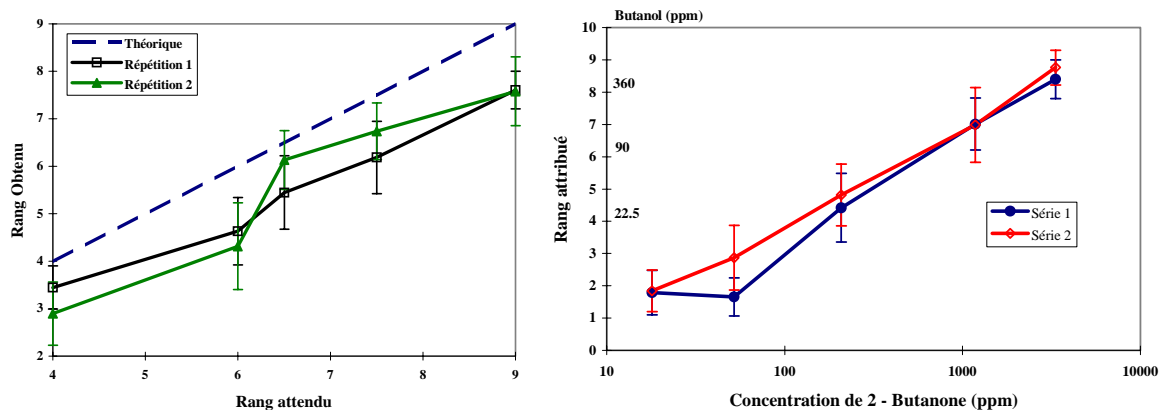 9
8
7
6
5
4
3
2
Rang Obtenu
Théorique
Répétition 1
Répétition 2
4 5 6 7 8 9
Rang attendu
Butanol (ppm)
10
9
8
7
6
5
4
3
2
1
0
360
90
22.5
Rang attribué
Série 1
Série 2
10 100 1000 10000
Concentration de 2 - Butanone (ppm)